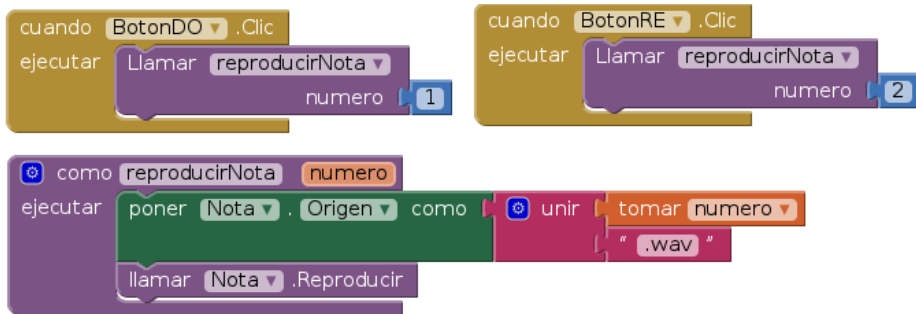 cuando BotonDO .Clic
ejecutar Llamar reproducirNota
numero 1
cuando BotonRE .Clic
ejecutar Llamar reproducirNota
numero 2
como reproducirNota numero
ejecutar poner Nota . Origen como unir tomar numero
" .wav "
llamar Nota .Reproducir